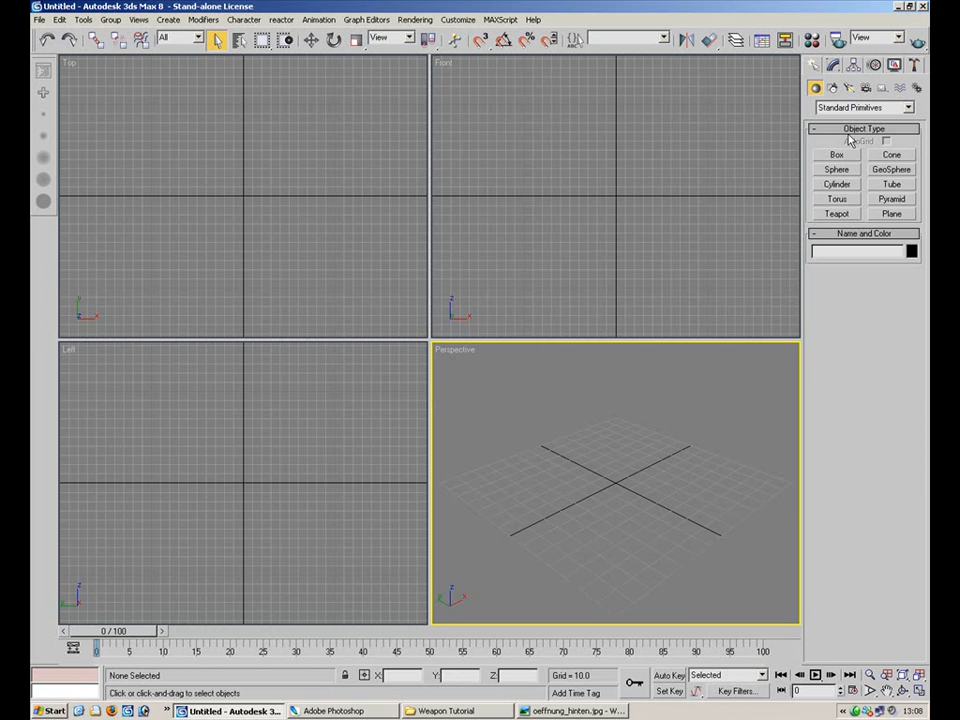 Untitled - Autodesk 3ds Max 8 - Stand-alone License
File Edit Tools Group Views Create Modifiers Character reactor Animation Graph Editors Rendering Customize MAXScript Help
All View View
Top Front
Standard Primitives
- Object Type
AutoGrid
Box Cone
Sphere GeoSphere
Cylinder Tube
Torus Pyramid
Teapot Plane
- Name and Color
z x
y
z x
y
Left Perspective
z
y x
z
y x
< 0 / 100 >
0 5 10 15 20 25 30 35 40 45 50 55 60 65 70 75 80 85 90 95 100
None Selected X: Y: Z: Grid = 10.0 Auto Key Selected
Click or click-and-drag to select objects Add Time Tag Set Key Key Filters... 0
Start » Untitled - Autodesk 3... Adobe Photoshop Weapon Tutorial oeffnung_hinten.jpg - W... « 13:08